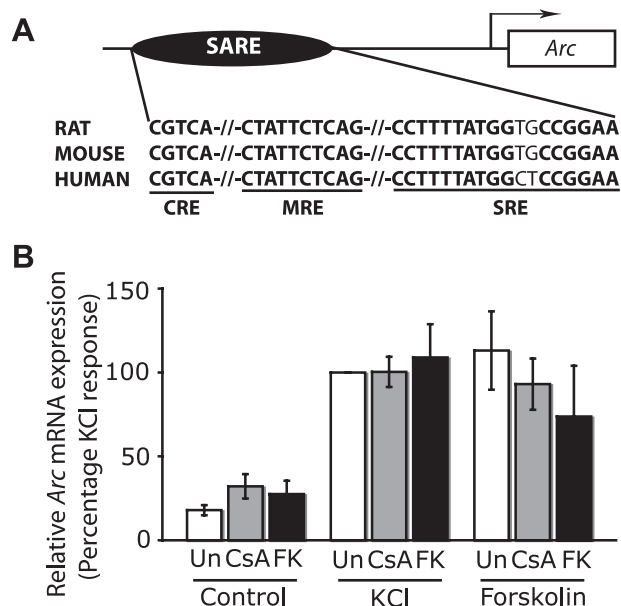 A
SARE
Arc
RAT CGTCA-//-CTATTCTCAG-//-CCTTTTATGGTGCCGGAA
MOUSE CGTCA-//-CTATTCTCAG-//-CCTTTTATGGTGCCGGAA
HUMAN CGTCA-//-CTATTCTCAG-//-CCTTTTATGGCTCCGGAA
CRE MRE SRE
B
Relative Arc mRNA expression
(Percentage KCl response)
150
100
50
0
Un CsA FK Un CsA FK Un CsA FK
Control KCl Forskolin